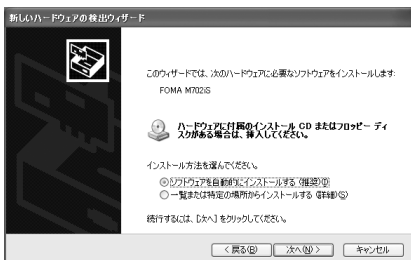 新しいハードウェアの検出ウィザード
このウィザードでは、次のハードウェアに必要なソフトウェアをインストールします:
FOMA M702iS
ハードウェアに付属のインストール CD またはフロッピー ディ
スクがある場合は、挿入してください。
インストール方法を選んでください。
ソフトウェアを自動的にインストールする (推奨)(I)
一覧または特定の場所からインストールする (詳細)(S)
続行するには、[次へ] をクリックしてください。
< 戻る(B)
次へ(N) >
キャンセル